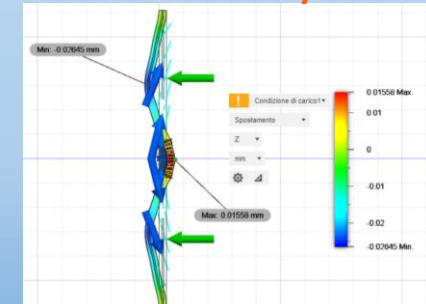 Min: -0.02645 mm
Condizione di carico1
Spostamento
Z
mm
Max: 0.01558 mm
0.01558 Max.
0.01
0
-0.01
-0.02
-0.02645 Min.